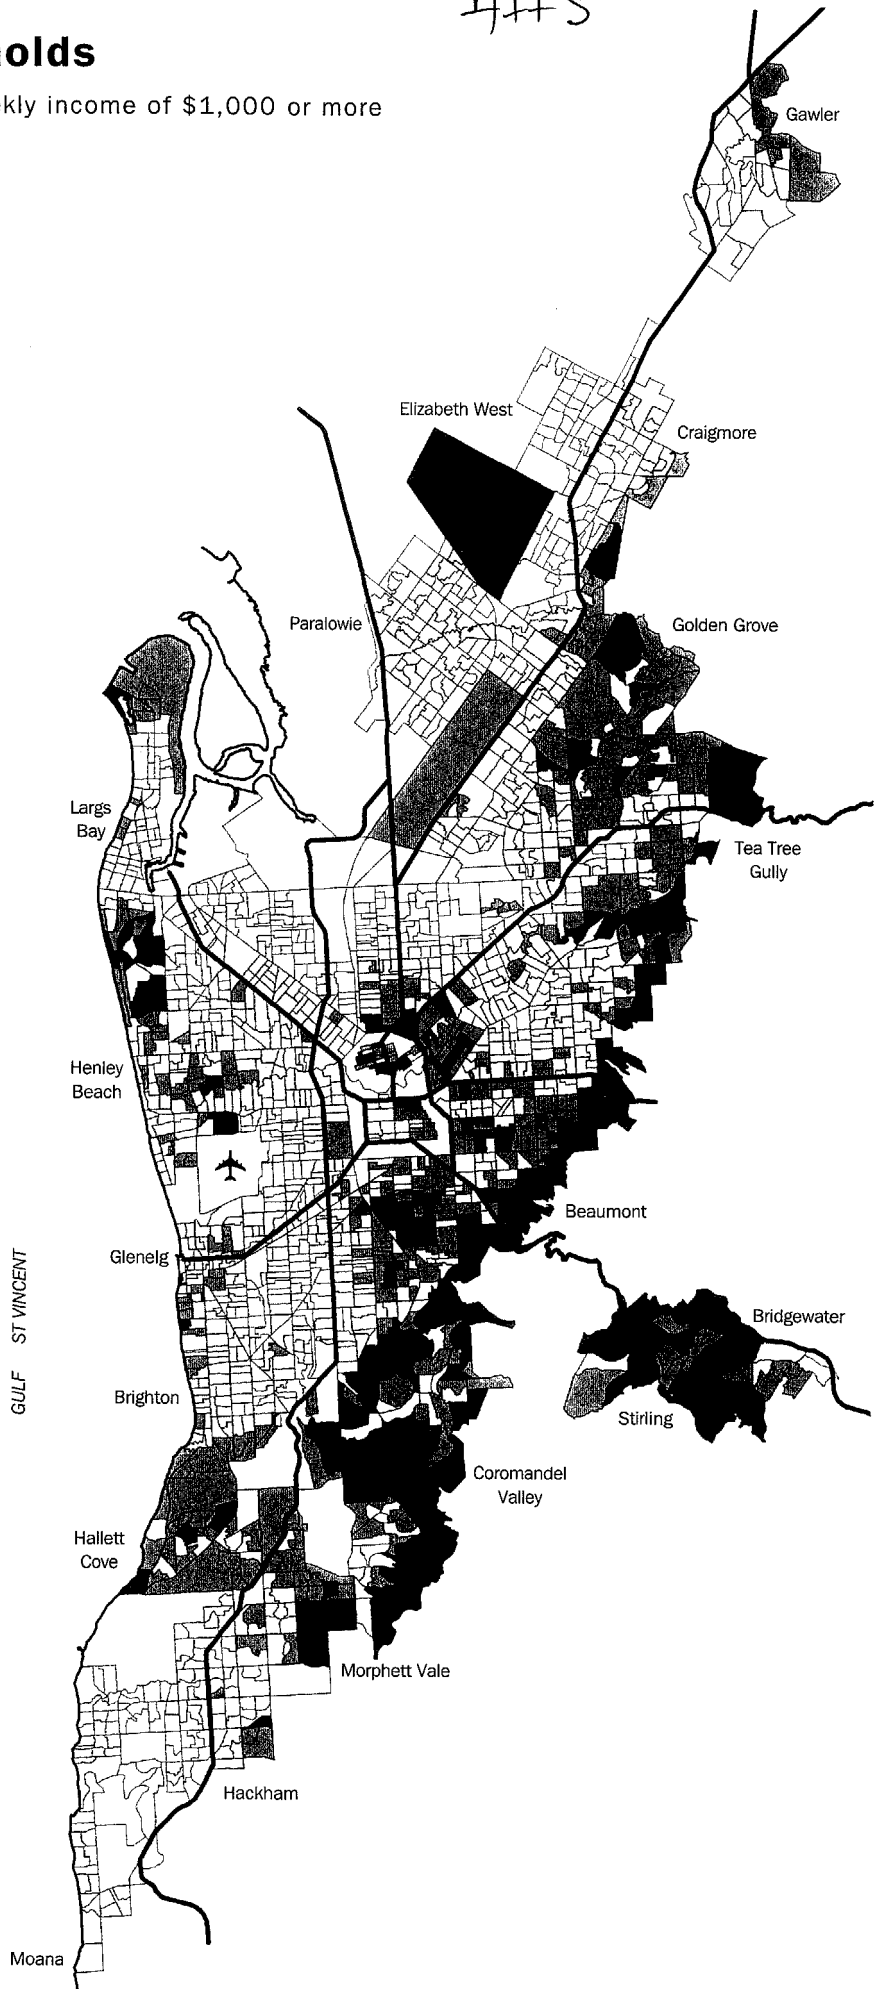 olds
kly income of $1,000 or more
Gawler
Elizabeth West
Craigmore
Paralowie
Golden Grove
Largs
Bay
Tea Tree
Gully
Henley
Beach
Beaumont
Glenelg
GULF ST VINCENT
Bridgewater
Brighton
Stirling
Coromandel
Valley
Hallett
Cove
Morphett Vale
Hackham
Moana